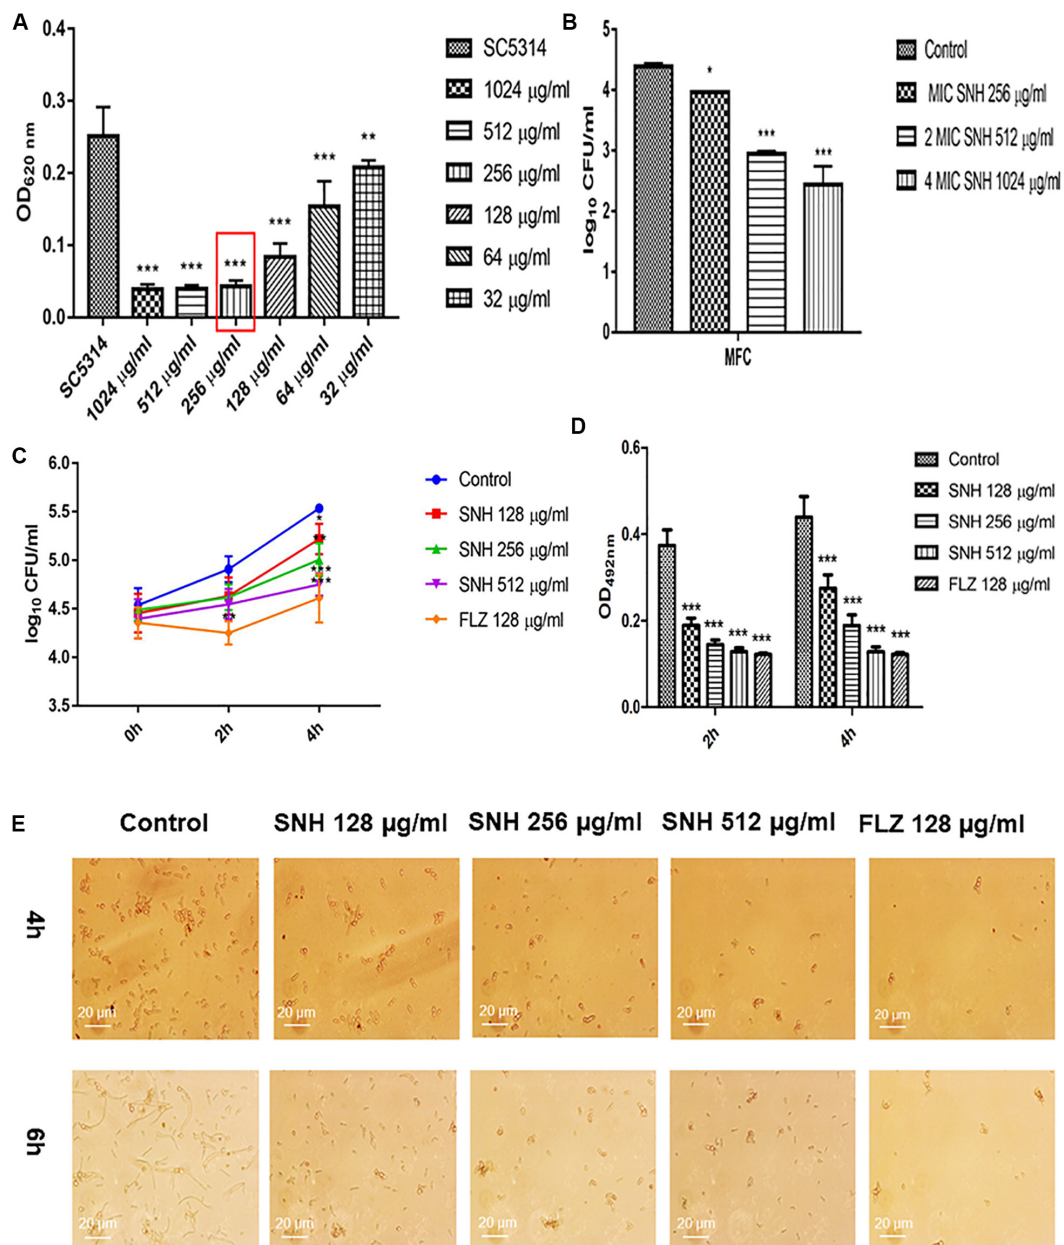 A
0.4
0.3
0.2
0.1
0.0
OD620 nm
***
***
***
***
***
**
SC5314
1024 µg/ml
512 µg/ml
256 µg/ml
128 µg/ml
64 µg/ml
32 µg/ml
SC5314
1024 µg/ml
512 µg/ml
256 µg/ml
128 µg/ml
64 µg/ml
32 µg/ml
B
5
4
3
2
1
0
log10 CFU/ml
*
***
***
MFC
Control
MIC SNH 256 µg/ml
2 MIC SNH 512 µg/ml
4 MIC SNH 1024 µg/ml
C
6.0
5.5
5.0
4.5
4.0
3.5
log10 CFU/ml
**
*
**
***
***
0h
2h
4h
Control
SNH 128 µg/ml
SNH 256 µg/ml
SNH 512 µg/ml
FLZ 128 µg/ml
D
0.6
0.4
0.2
0.0
OD492nm
***
***
***
***
***
***
***
***
2h
4h
Control
SNH 128 µg/ml
SNH 256 µg/ml
SNH 512 µg/ml
FLZ 128 µg/ml
E
Control
SNH 128 µg/ml
SNH 256 µg/ml
SNH 512 µg/ml
FLZ 128 µg/ml
4h
20 µm
20 µm
20 µm
20 µm
20 µm
6h
20 µm
20 µm
20 µm
20 µm
20 µm